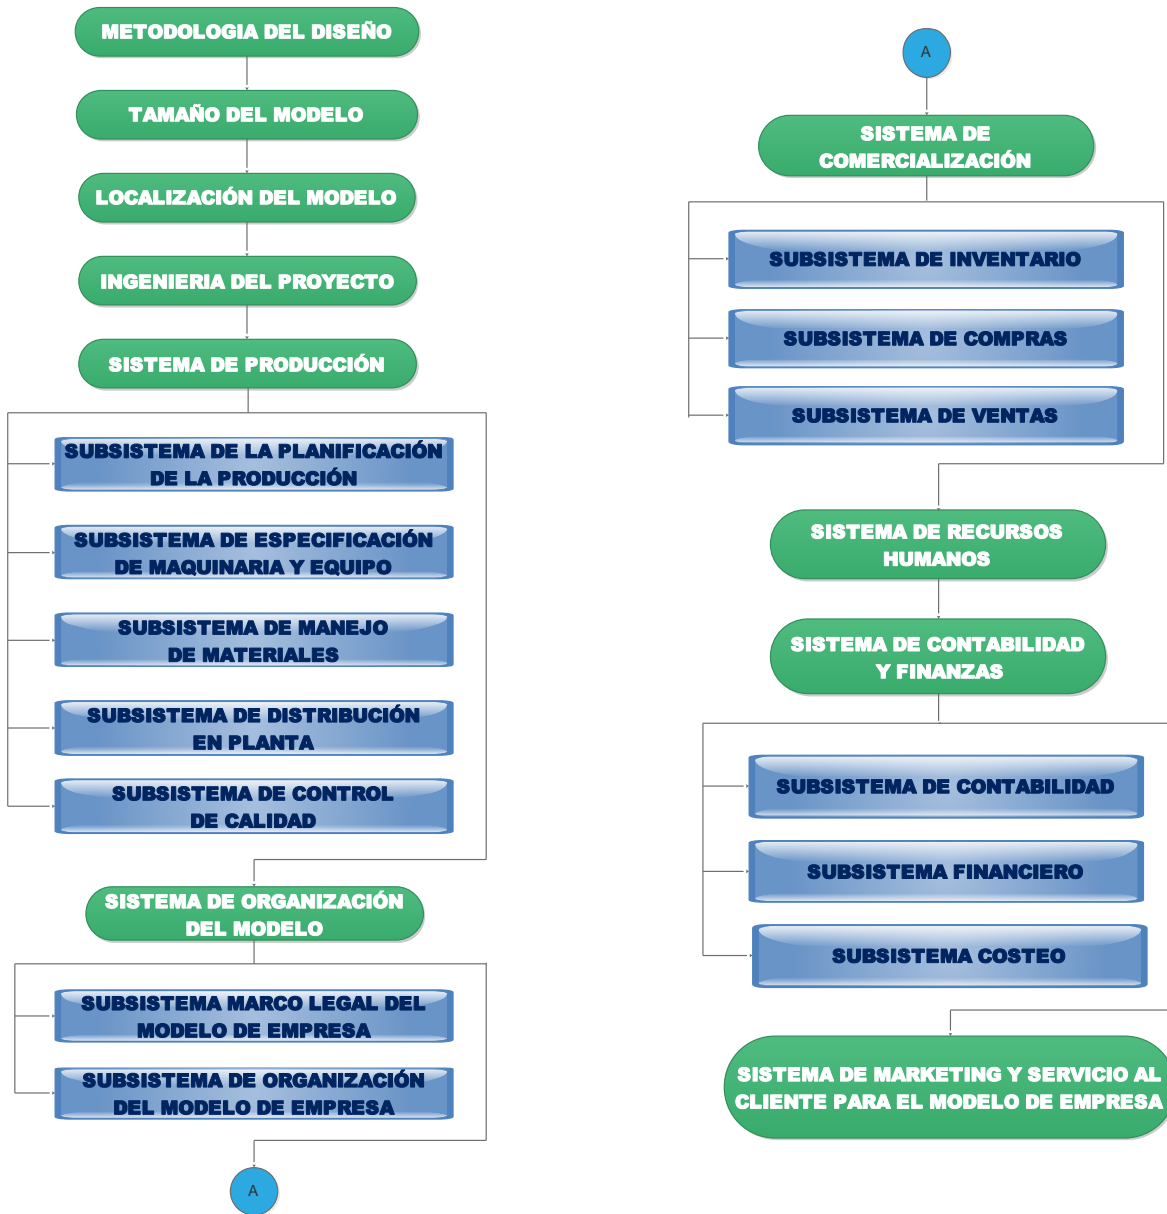 METODOLOGIA DEL DISEÑO
TAMAÑO DEL MODELO
LOCALIZACIÓN DEL MODELO
INGENIERIA DEL PROYECTO
SISTEMA DE PRODUCCIÓN
SUBSISTEMA DE LA PLANIFICACIÓN
DE LA PRODUCCIÓN
SUBSISTEMA DE ESPECIFICACIÓN
DE MAQUINARIA Y EQUIPO
SUBSISTEMA DE MANEJO
DE MATERIALES
SUBSISTEMA DE DISTRIBUCIÓN
EN PLANTA
SUBSISTEMA DE CONTROL
DE CALIDAD
SISTEMA DE ORGANIZACIÓN
DEL MODELO
SUBSISTEMA MARCO LEGAL DEL
MODELO DE EMPRESA
SUBSISTEMA DE ORGANIZACIÓN
DEL MODELO DE EMPRESA
A
A
SISTEMA DE
COMERCIALIZACIÓN
SUBSISTEMA DE INVENTARIO
SUBSISTEMA DE COMPRAS
SUBSISTEMA DE VENTAS
SISTEMA DE RECURSOS
HUMANOS
SISTEMA DE CONTABILIDAD
Y FINANZAS
SUBSISTEMA DE CONTABILIDAD
SUBSISTEMA FINANCIERO
SUBSISTEMA COSTEO
SISTEMA DE MARKETING Y SERVICIO AL
CLIENTE PARA EL MODELO DE EMPRESA